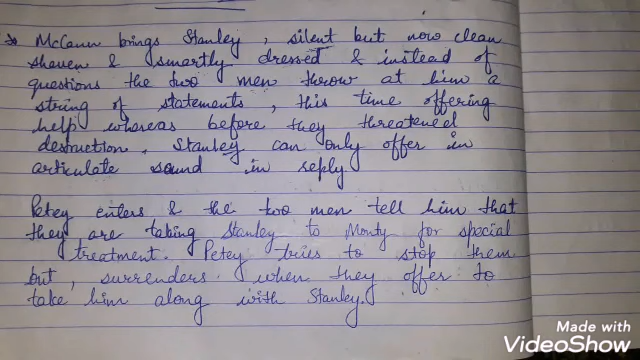 → McCann brings Stanley, silent but now clean
shaven & smartly dressed & instead of
questions the two men throw at him a
string of statements, this time offering
help whereas before they threatened
destruction. Stanley can only offer in
articulate sound in reply
Petey enters & the two men tell him that
they are taking Stanley to Monty for special
treatment. Petey tries to stop them
but, surrenders when they offer to
take him along with Stanley.
Made with
VideoShow